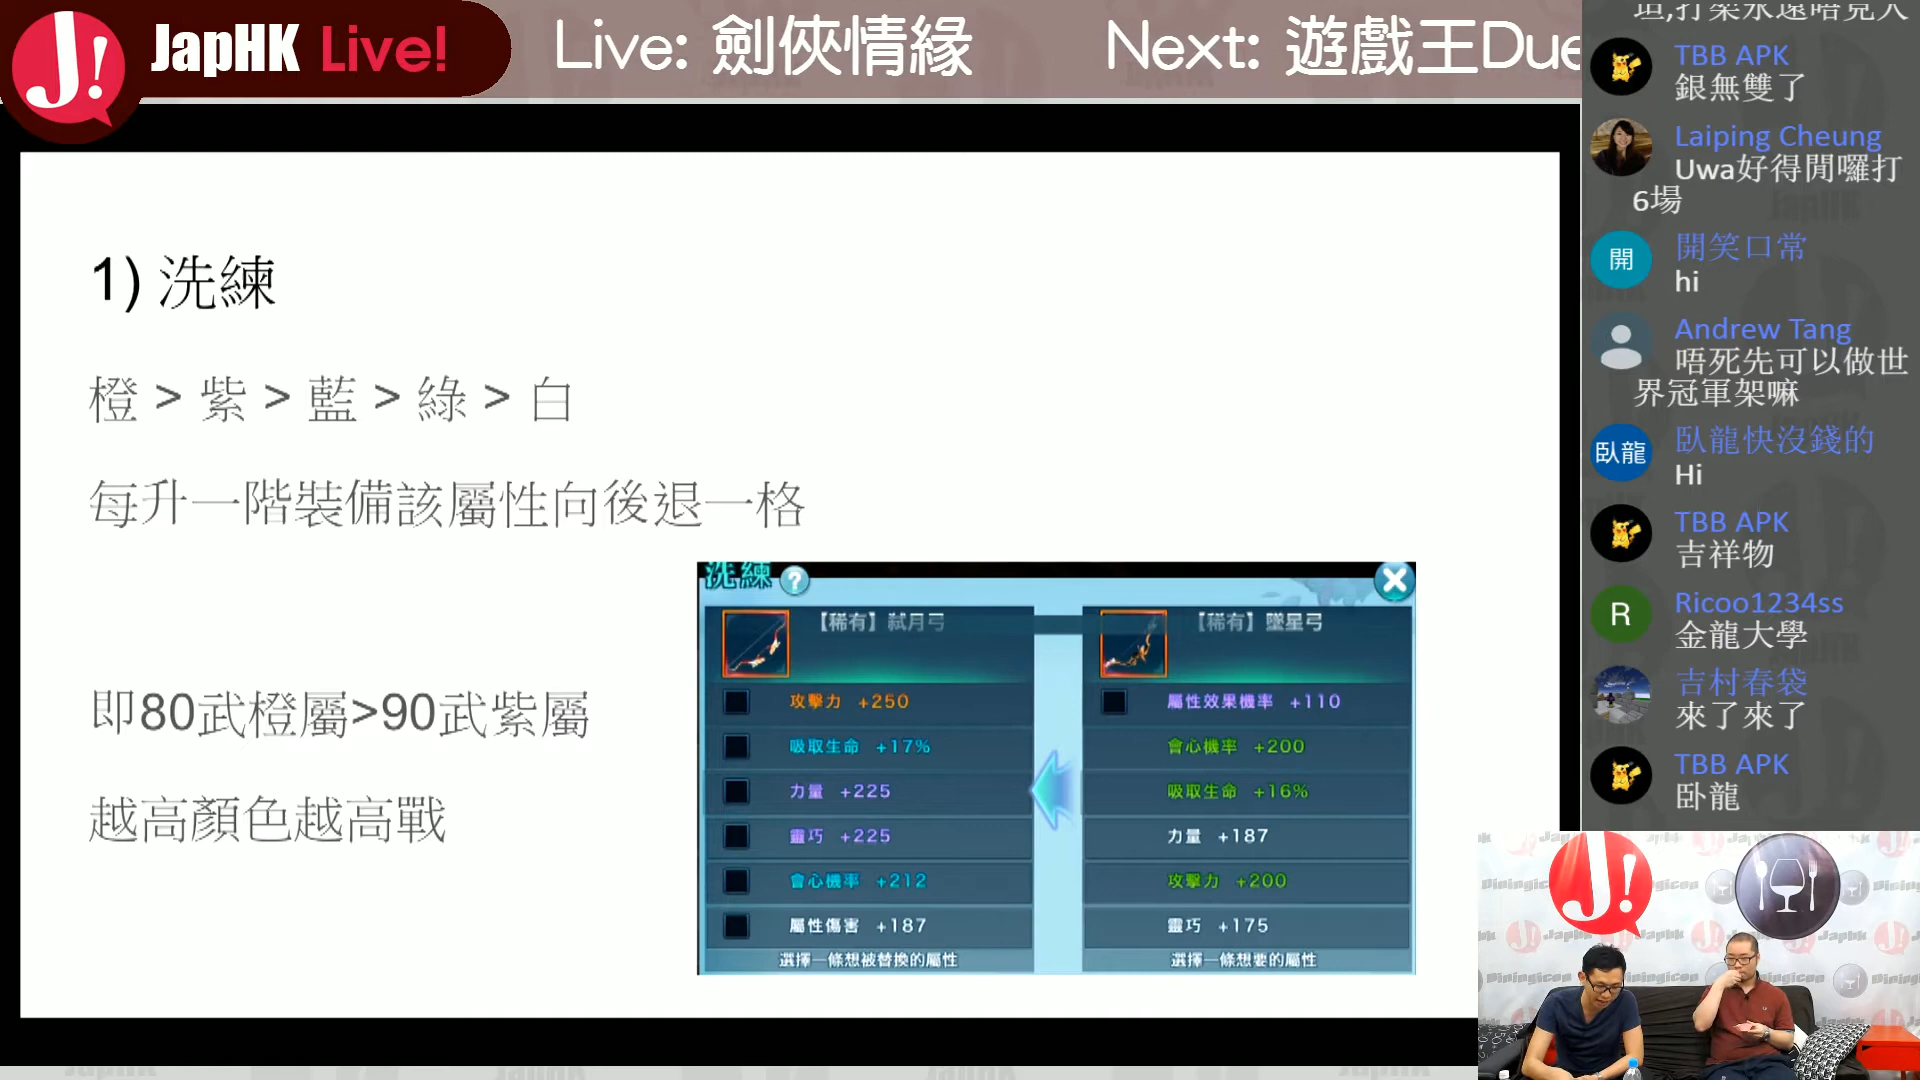 J!
JapHK Live!
Live: 劍俠情緣
Next: 遊戲王Due
1) 洗練
橙 > 紫 > 藍 > 綠 > 白
每升一階裝備該屬性向後退一格
即80武橙屬>90武紫屬
越高顏色越高戰
洗練 ?
【稀有】弒月弓
攻擊力 +250
吸取生命 +17%
力量 +225
靈巧 +225
會心機率 +212
屬性傷害 +187
選擇一條想被替換的屬性
【稀有】墜星弓
屬性效果機率 +110
會心機率 +200
吸取生命 +16%
力量 +187
攻擊力 +200
靈巧 +175
選擇一條想要的屬性
TBB APK
銀無雙了
Laiping Cheung
Uwa好得閒囉打
6場
開
開笑口常
hi
Andrew Tang
唔死先可以做世
界冠軍架嘛
臥龍
臥龍快沒錢的
Hi
TBB APK
吉祥物
R
Ricoo1234ss
金龍大學
吉村春袋
來了來了
TBB APK
卧龍
J!